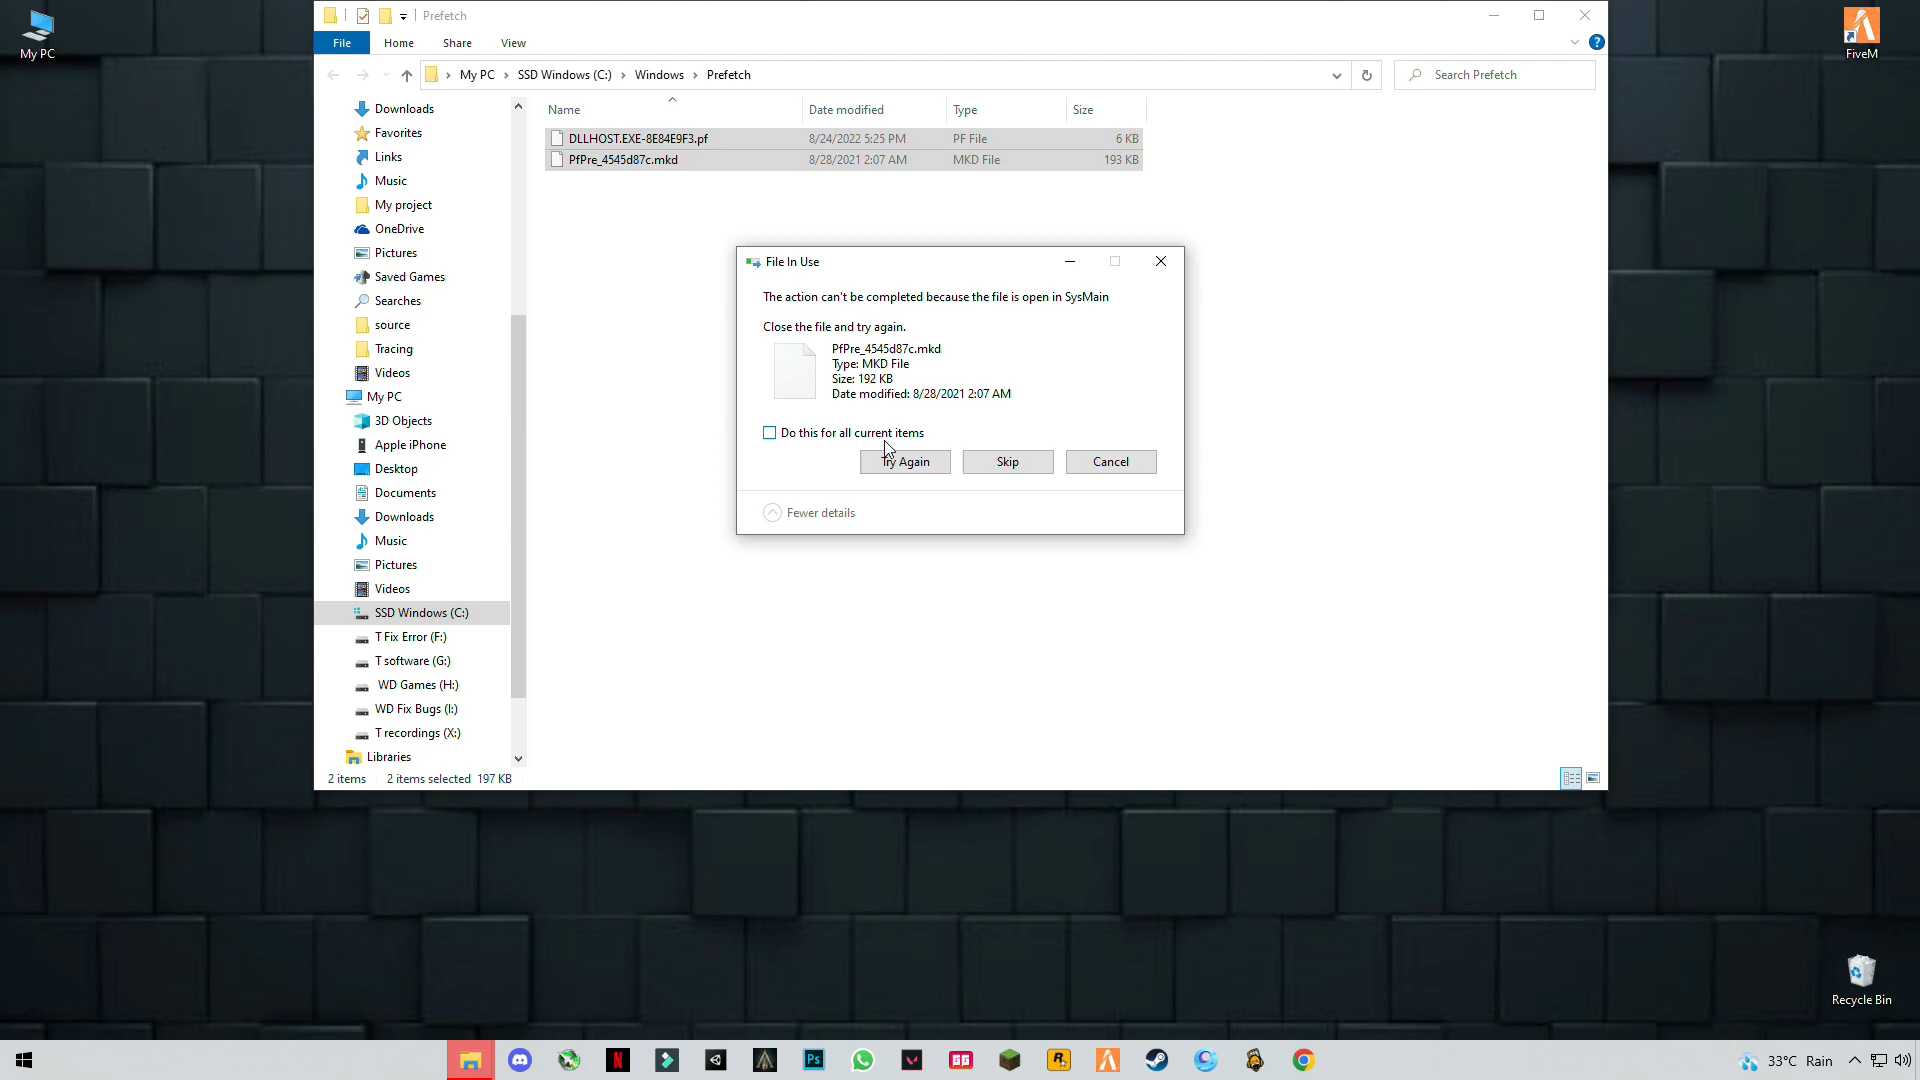 My PC
Prefetch
File
Home
Share
View
My PC
SSD Windows (C:)
Windows
Prefetch
Search Prefetch
FiveM
Downloads
Favorites
Links
Music
My project
OneDrive
Pictures
Saved Games
Searches
source
Tracing
Videos
My PC
3D Objects
Apple iPhone
Desktop
Documents
Downloads
Music
Pictures
Videos
SSD Windows (C:)
T Fix Error (F:)
T software (G:)
WD Games (H:)
WD Fix Bugs (I:)
T recordings (X:)
Libraries
Name Date modified Type Size
DLLHOST.EXE-8E84E9F3.pf 8/24/2022 5:25 PM PF File 6 KB
PfPre_4545d87c.mkd 8/28/2021 2:07 AM MKD File 193 KB
File In Use
The action can't be completed because the file is open in SysMain
Close the file and try again.
PfPre_4545d87c.mkd
Type: MKD File
Size: 192 KB
Date modified: 8/28/2021 2:07 AM
Do this for all current items
Try Again
Skip
Cancel
Fewer details
2 items 2 items selected 197 KB
Recycle Bin
Ps
33°C Rain